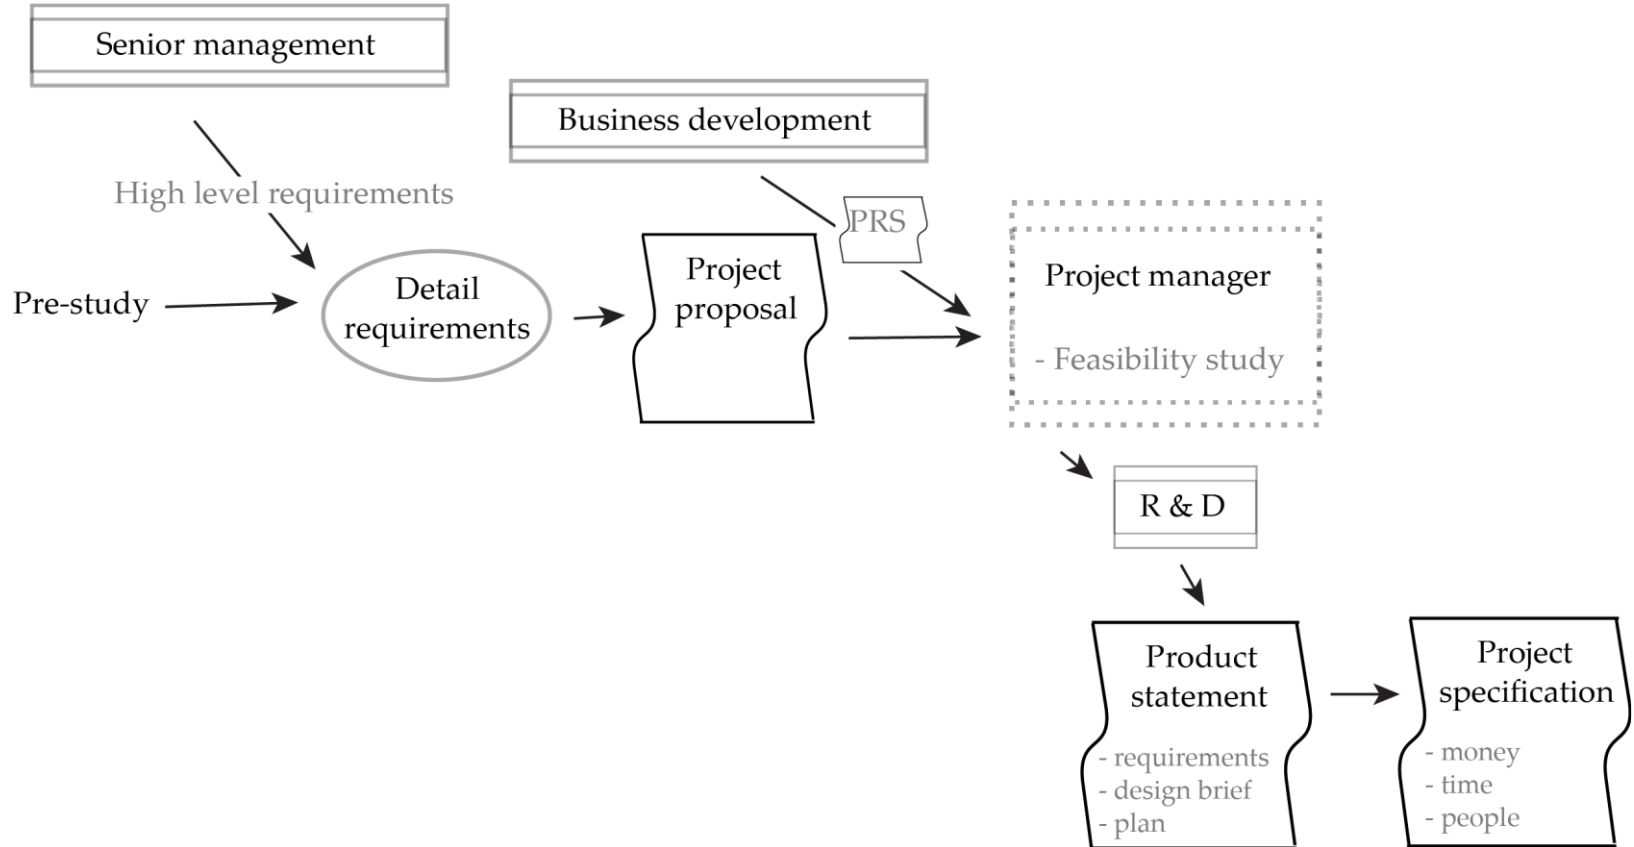 Senior management
Business development
High level requirements
PRS
Pre-study
Detail
requirements
Project
proposal
Project manager
- Feasibility study
R & D
Product
statement
- requirements
- design brief
- plan
Project
specification
- money
- time
- people